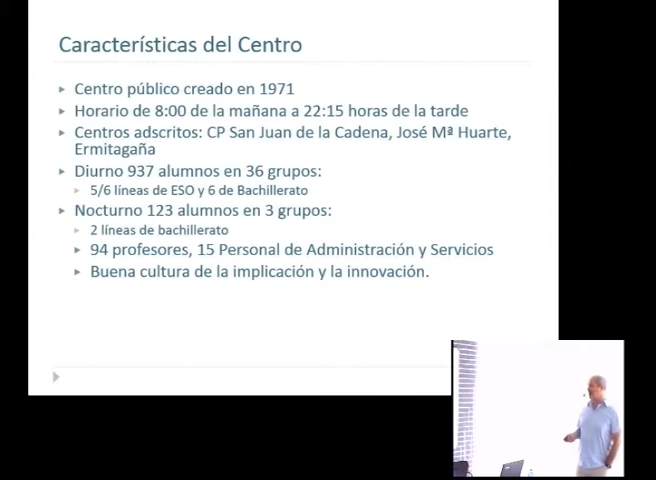 Características del Centro
Centro público creado en 1971
Horario de 8:00 de la mañana a 22:15 horas de la tarde
Centros adscritos: CP San Juan de la Cadena, José Mª Huarte,
Ermitagaña
Diurno 937 alumnos en 36 grupos:
5/6 líneas de ESO y 6 de Bachillerato
Nocturno 123 alumnos en 3 grupos:
2 líneas de bachillerato
94 profesores, 15 Personal de Administración y Servicios
Buena cultura de la implicación y la innovación.